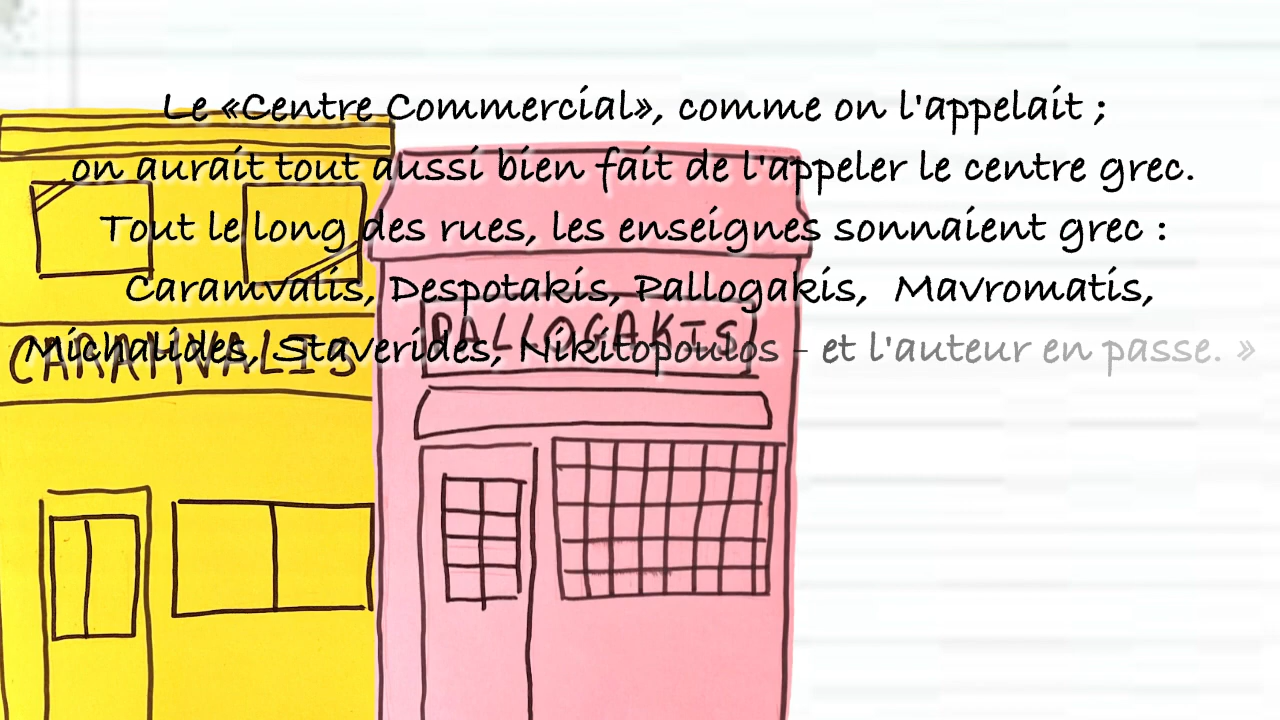 Le «Centre Commercial», comme on l'appelait ;
on aurait tout aussi bien fait de l'appeler le centre grec.
Tout le long des rues, les enseignes sonnaient grec :
Caramvalis, Despotakis, Pallogakis, Mavromatis,
Michalides, Staverides, Nikitopoulos - et l'auteur en passe. »
CARAMVALIS
PALLOGAKIS